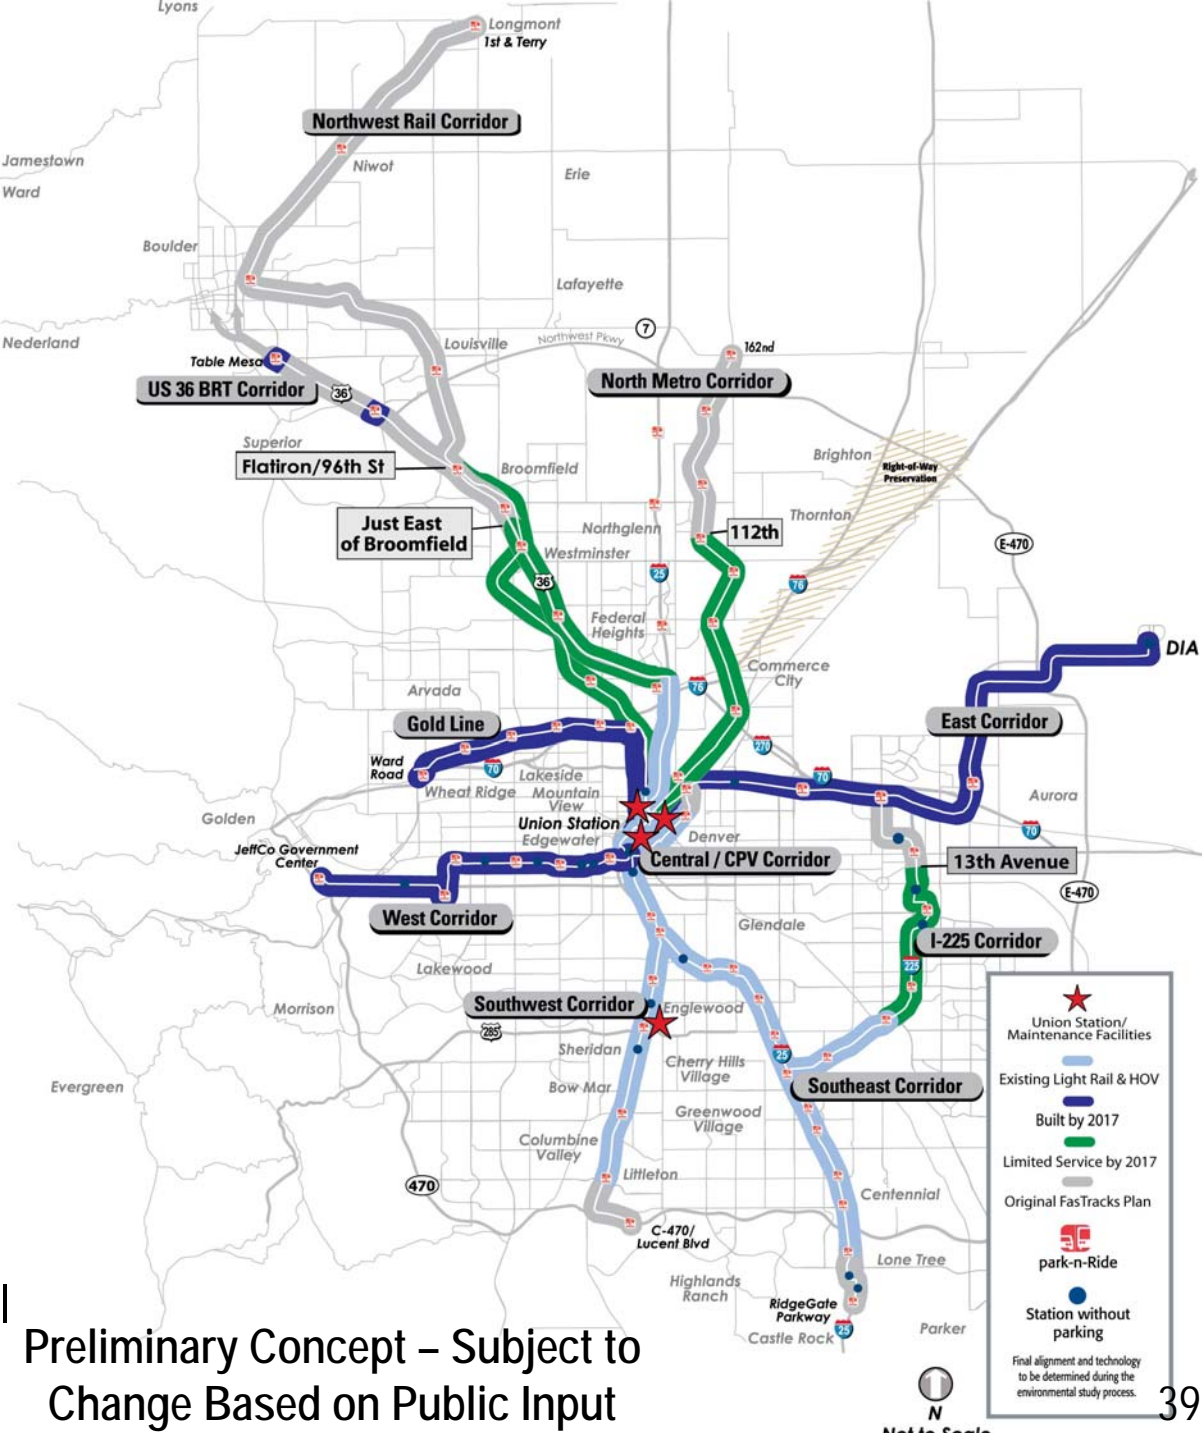 Lyons
Longmont
1st & Terry
Northwest Rail Corridor
Jamestown
Niwot
Ward
Erie
Boulder
Lafayette
7
Nederland
Louisville
Northwest Pkwy
162nd
Table Mesa
US 36 BRT Corridor
36
North Metro Corridor
Superior
Flatiron/96th St
Broomfield
Brighton
Right-of-Way
Preservation
Just East
of Broomfield
Northglenn
112th
Thornton
E-470
Westminster
36
25
76
Federal
Heights
DIA
Commerce
City
76
Arvada
Gold Line
East Corridor
270
Ward
Road
70
Lakeside
70
Wheat Ridge
Mountain
View
Aurora
Golden
Union Station
70
Edgewater
Denver
JeffCo Government
Center
Central / CPV Corridor
13th Avenue
E-470
West Corridor
Glendale
I-225 Corridor
Lakewood
225
Morrison
Southwest Corridor
Englewood
285
Sheridan
25
Cherry Hills
Village
Evergreen
Bow Mar
Southeast Corridor
Greenwood
Village
Columbine
Valley
Littleton
470
Centennial
C-470/
Lucent Blvd
Lone Tree
Highlands
Ranch
RidgeGate
Parkway
25
Castle Rock
Parker
Union Station/
Maintenance Facilities
Existing Light Rail & HOV
Built by 2017
Limited Service by 2017
Original FasTracks Plan
park-n-Ride
Station without
parking
Final alignment and technology
to be determined during the
environmental study process.
N
Not to Scale
Preliminary Concept – Subject to
Change Based on Public Input
39